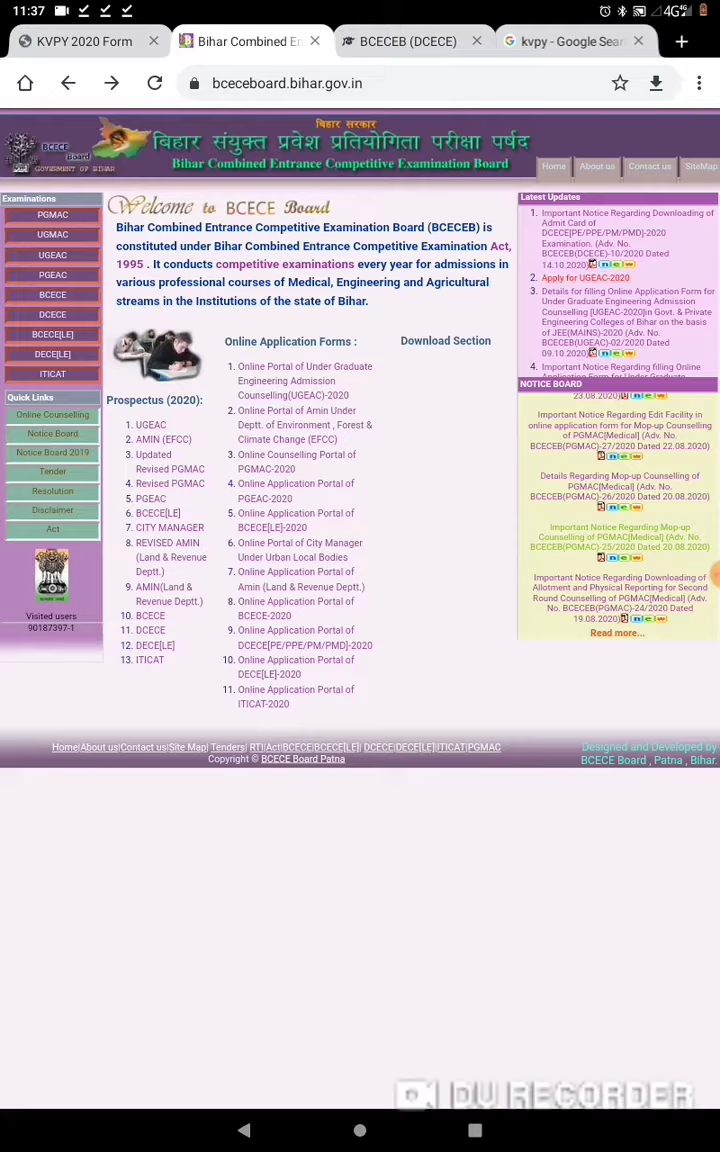 11:37
4G
KVPY 2020 Form
Bihar Combined En
BCECEB (DCECE)
kvpy - Google Sear
bceceboard.bihar.gov.in
बिहार सरकार
BCECE
Board
GOVERMENT OF BIHAR
बिहार संयुक्त प्रवेश प्रतियोगिता परीक्षा पर्षद
Bihar Combined Entrance Competitive Examination Board
Home
About us
Contact us
SiteMap
Examinations
PGMAC
UGMAC
UGEAC
PGEAC
BCECE
DCECE
BCECE[LE]
DECE[LE]
ITICAT
Quick Links
Online Counselling
Notice Board
Notice Board 2019
Tender
Resolution
Disclaimer
Act
Visited users
90187397-1
Welcome to BCECE Board
Bihar Combined Entrance Competitive Examination Board (BCECEB) is
constituted under Bihar Combined Entrance Competitive Examination Act,
1995 . It conducts competitive examinations every year for admissions in
various professional courses of Medical, Engineering and Agricultural
streams in the Institutions of the state of Bihar.
Prospectus (2020):
1. UGEAC
2. AMIN (EFCC)
3. Updated
Revised PGMAC
4. Revised PGMAC
5. PGEAC
6. BCECE[LE]
7. CITY MANAGER
8. REVISED AMIN
(Land & Revenue
Deptt.)
9. AMIN(Land &
Revenue Deptt.)
10. BCECE
11. DCECE
12. DECE[LE]
13. ITICAT
Online Application Forms :
1. Online Portal of Under Graduate
Engineering Admission
Counselling(UGEAC)-2020
2. Online Portal of Amin Under
Deptt. of Environment , Forest &
Climate Change (EFCC)
3. Online Counselling Portal of
PGMAC-2020
4. Online Application Portal of
PGEAC-2020
5. Online Application Portal of
BCECE[LE]-2020
6. Online Portal of City Manager
Under Urban Local Bodies
7. Online Application Portal of
Amin (Land & Revenue Deptt.)
8. Online Application Portal of
BCECE-2020
9. Online Application Portal of
DCECE[PE/PPE/PM/PMD]-2020
10. Online Application Portal of
DECE[LE]-2020
11. Online Application Portal of
ITICAT-2020
Download Section
Latest Updates
1. Important Notice Regarding Downloading of
Admit Card of
DCECE[PE/PPE/PM/PMD]-2020
Examination. (Adv. No.
BCECEB(DCECE)-10/2020 Dated
14.10.2020)
2. Apply for UGEAC-2020
3. Details for filling Online Application Form for
Under Graduate Engineering Admission
Counselling [UGEAC-2020]in Govt. & Private
Engineering Colleges of Bihar on the basis
of JEE(MAINS)-2020 (Adv. No.
BCECEB(UGEAC)-02/2020 Dated
09.10.2020)
4. Important Notice Regarding filling Online
Application Form for Under Graduate
NOTICE BOARD
23.08.2020)
Important Notice Regarding Edit Facility in
online application form for Mop-up Counselling
of PGMAC[Medical] (Adv. No.
BCECEB(PGMAC)-27/2020 Dated 22.08.2020)
Details Regarding Mop-up Counselling of
PGMAC[Medical] (Adv. No.
BCECEB(PGMAC)-26/2020 Dated 20.08.2020)
Important Notice Regarding Mop-up
Counselling of PGMAC[Medical] (Adv. No.
BCECEB(PGMAC)-25/2020 Dated 20.08.2020)
Important Notice Regarding Downloading of
Allotment and Physical Reporting for Second
Round Counselling of PGMAC[Medical] (Adv.
No. BCECEB(PGMAC)-24/2020 Dated
19.08.2020)
Read more...
Home|About us|Contact us|Site Map| Tenders| RTI|Act|BCECE|BCECE[LE]| DCECE|DECE[LE]|ITICAT|PGMAC
Copyright © BCECE Board Patna
Designed and Developed by
BCECE Board , Patna , Bihar.
DU RECORDER